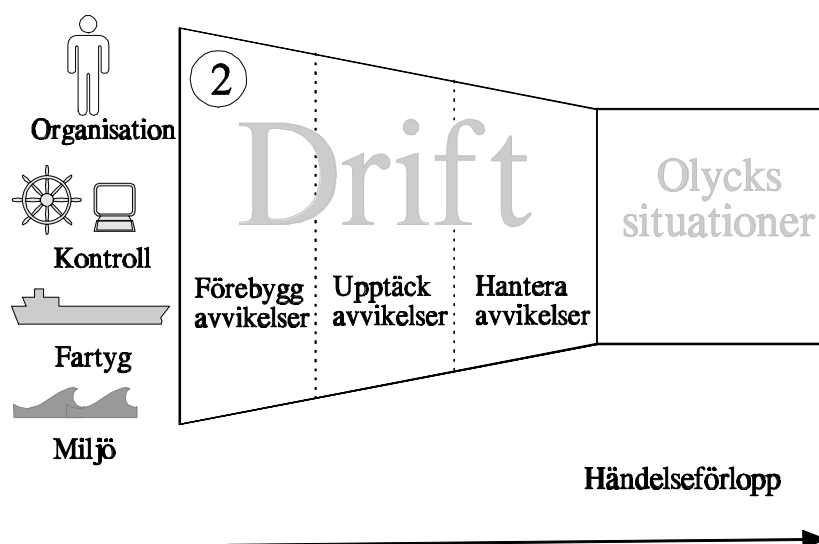 Organisation
Kontroll
Fartyg
Miljö
2
Drift
Förebygg
avvikelser
Upptäck
avvikelser
Hantera
avvikelser
Olycks
situationer
Händelseförlopp